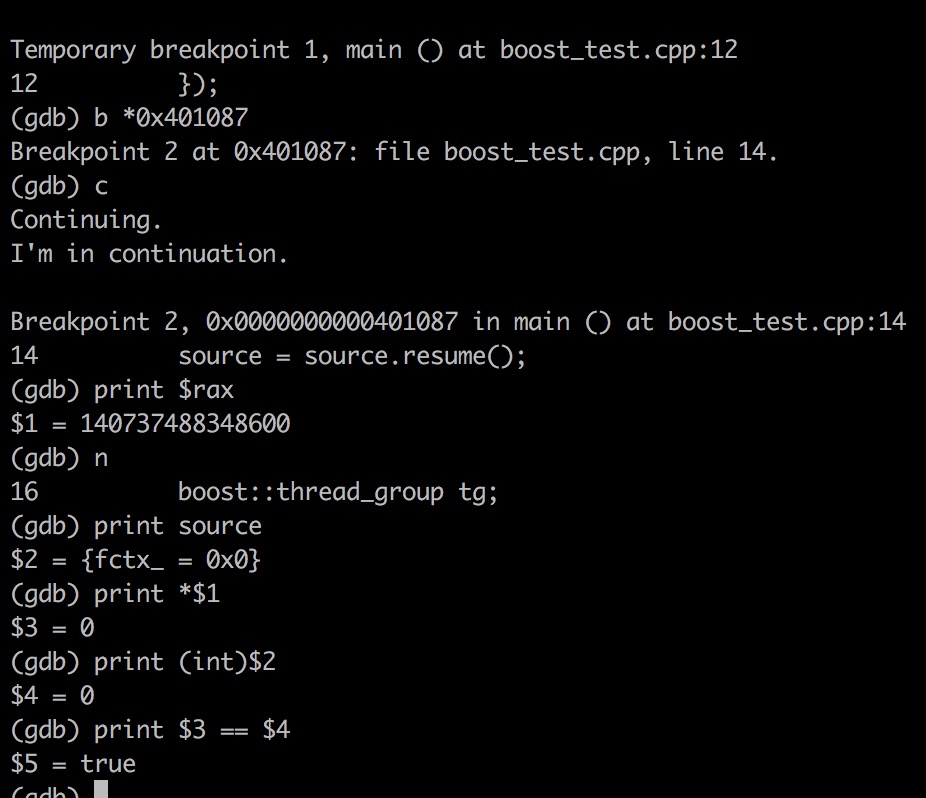 Temporary breakpoint 1, main () at boost_test.cpp:12
12          });
(gdb) b *0x401087
Breakpoint 2 at 0x401087: file boost_test.cpp, line 14.
(gdb) c
Continuing.
I'm in continuation.
Breakpoint 2, 0x0000000000401087 in main () at boost_test.cpp:14
14          source = source.resume();
(gdb) print $rax
$1 = 140737488348600
(gdb) n
16          boost::thread_group tg;
(gdb) print source
$2 = {fctx_ = 0x0}
(gdb) print *$1
$3 = 0
(gdb) print (int)$2
$4 = 0
(gdb) print $3 == $4
$5 = true
(gdb)